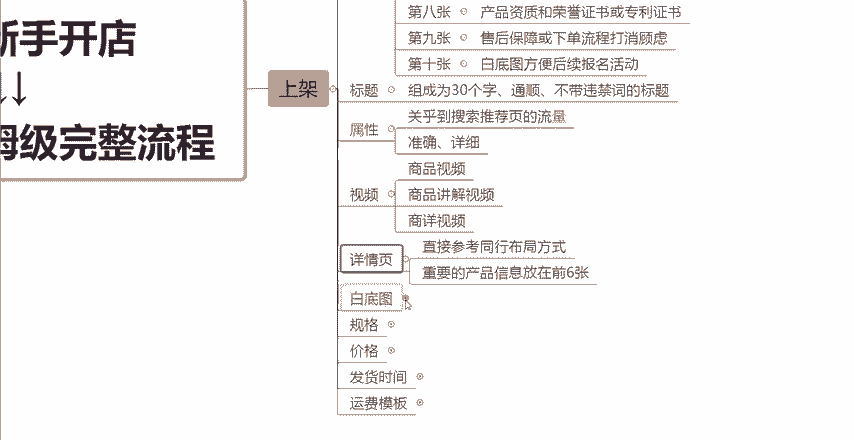 新手开店
↓↓
级完整流程
上架
第八张 产品资质和荣誉证书或专利证书
第九张 售后保障或下单流程打消顾虑
第十张 白底图方便后续报名活动
标题 组成为30个字、通顺、不带违禁词的标题
属性
关乎到搜索推荐页的流量
准确、详细
视频
商品视频
商品讲解视频
商详视频
详情页
直接参考同行布局方式
重要的产品信息放在前6张
白底图
规格
价格
发货时间
运费模板